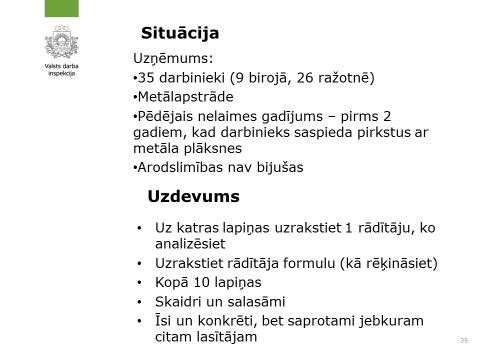 Situācija
Valsts darba
inspekcija
Uzņēmums:
•35 darbinieki (9 birojā, 26 ražotnē)
•Metālapstrāde
•Pēdējais nelaimes gadījums – pirms 2
gadiem, kad darbinieks saspieda pirkstus ar
metāla plāksnes
•Arodslimības nav bijušas
Uzdevums
• Uz katras lapiņas uzrakstiet 1 rādītāju, ko
analizēsiet
• Uzrakstiet rādītāja formulu (kā rēķināsiet)
• Kopā 10 lapiņas
• Skaidri un salasāmi
• Īsi un konkrēti, bet saprotami jebkuram
citam lasītājam
35